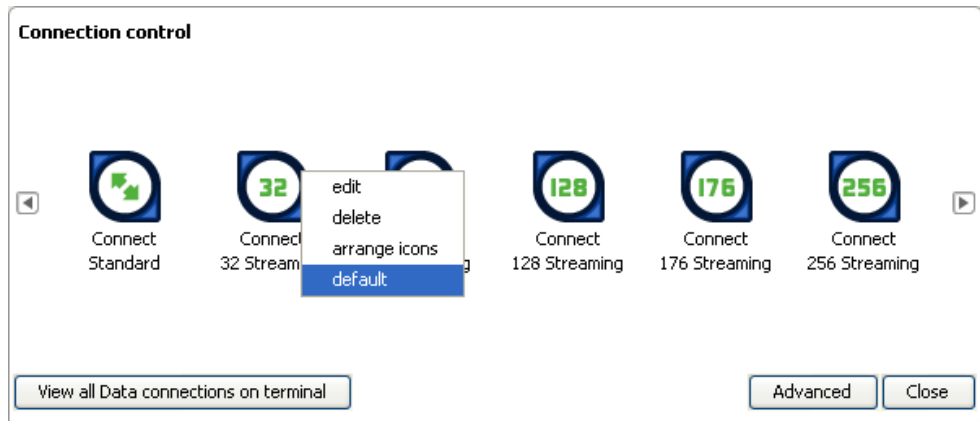 Connection control
32
128
176
256
edit
delete
arrange icons
default
Connect
Standard
Connect
32 Stream
Connect
128 Streaming
Connect
176 Streaming
Connect
256 Streaming
View all Data connections on terminal
Advanced
Close